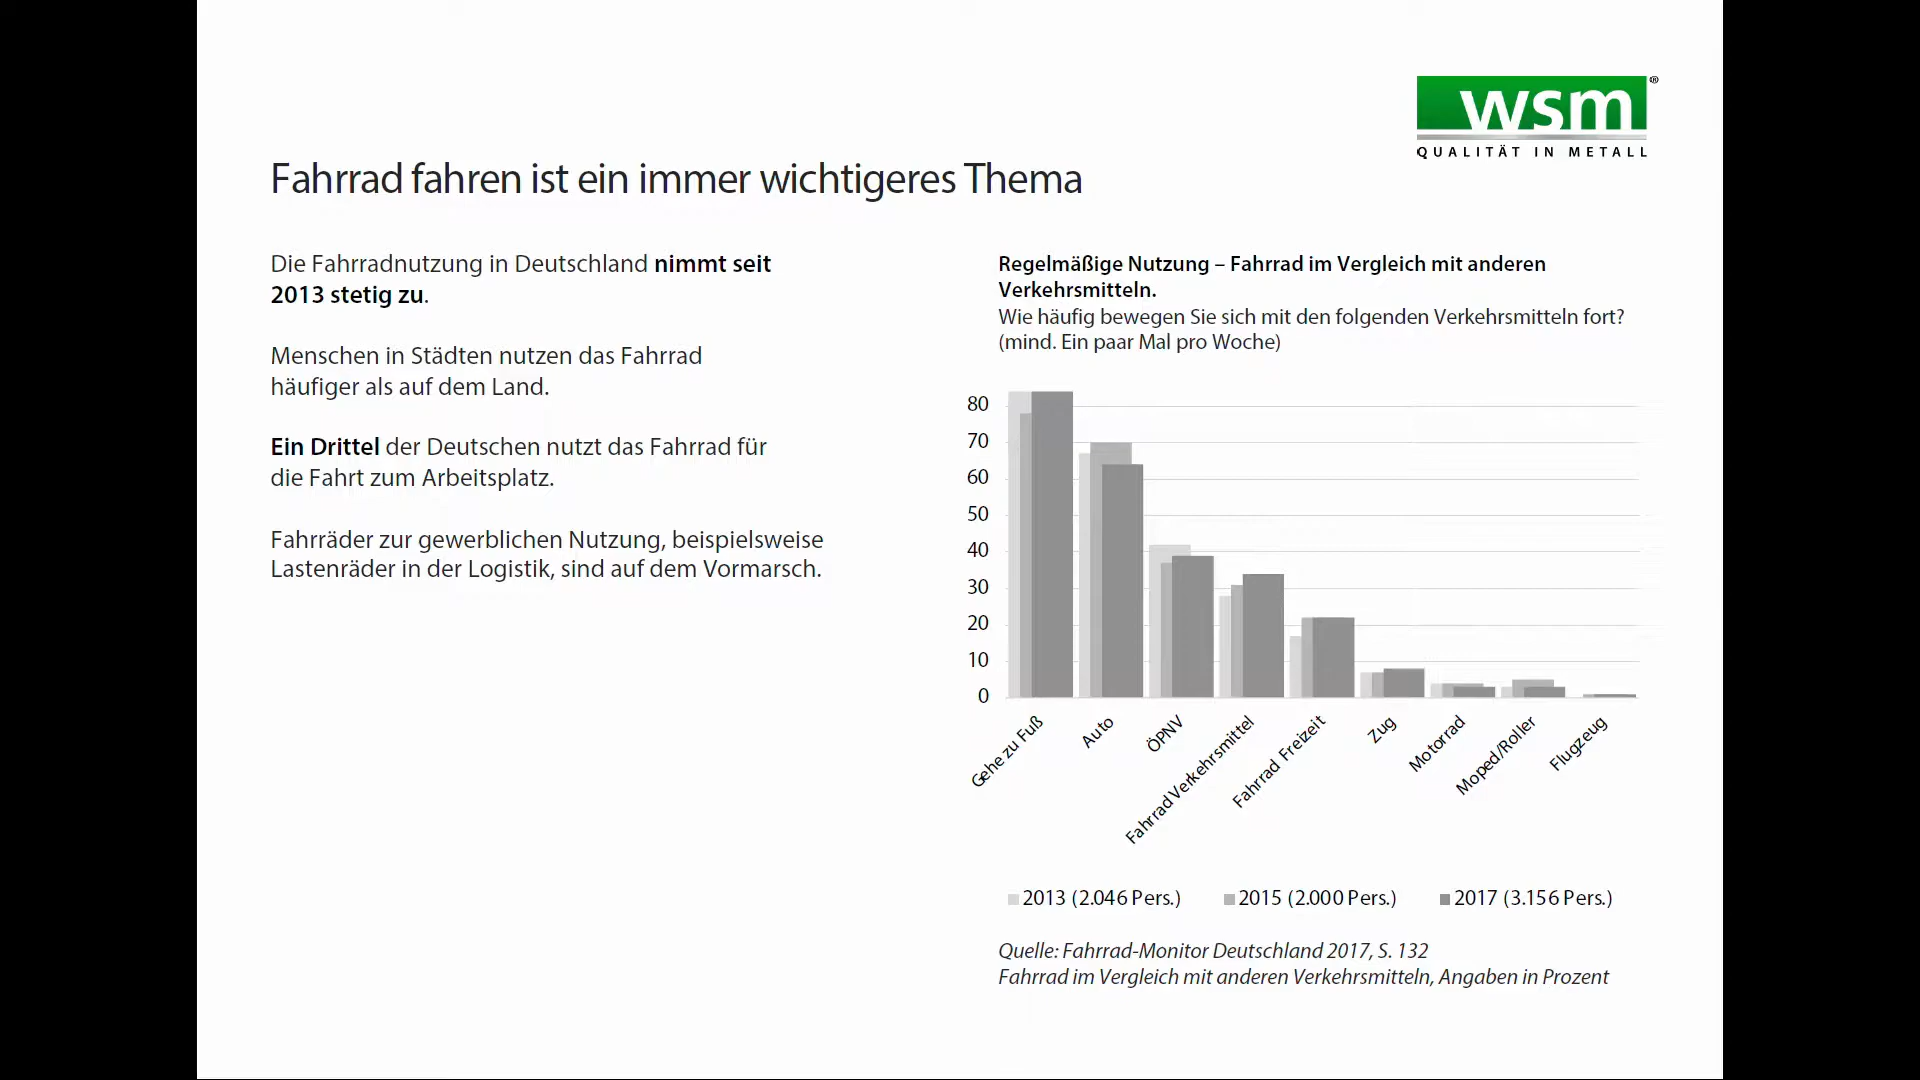 wsm®
QUALITÄT IN METALL
Fahrrad fahren ist ein immer wichtigeres Thema
Die Fahrradnutzung in Deutschland nimmt seit
2013 stetig zu.
Menschen in Städten nutzen das Fahrrad
häufiger als auf dem Land.
Ein Drittel der Deutschen nutzt das Fahrrad für
die Fahrt zum Arbeitsplatz.
Fahrräder zur gewerblichen Nutzung, beispielsweise
Lastenräder in der Logistik, sind auf dem Vormarsch.
Regelmäßige Nutzung – Fahrrad im Vergleich mit anderen
Verkehrsmitteln.
Wie häufig bewegen Sie sich mit den folgenden Verkehrsmitteln fort?
(mind. Ein paar Mal pro Woche)
80
70
60
50
40
30
20
10
0
Gehe zu Fuß
Auto
ÖPNV
Fahrrad Verkehrsmittel
Fahrrad Freizeit
Zug
Motorrad
Moped/Roller
Flugzeug
2013 (2.046 Pers.)
2015 (2.000 Pers.)
2017 (3.156 Pers.)
Quelle: Fahrrad-Monitor Deutschland 2017, S. 132
Fahrrad im Vergleich mit anderen Verkehrsmitteln, Angaben in Prozent